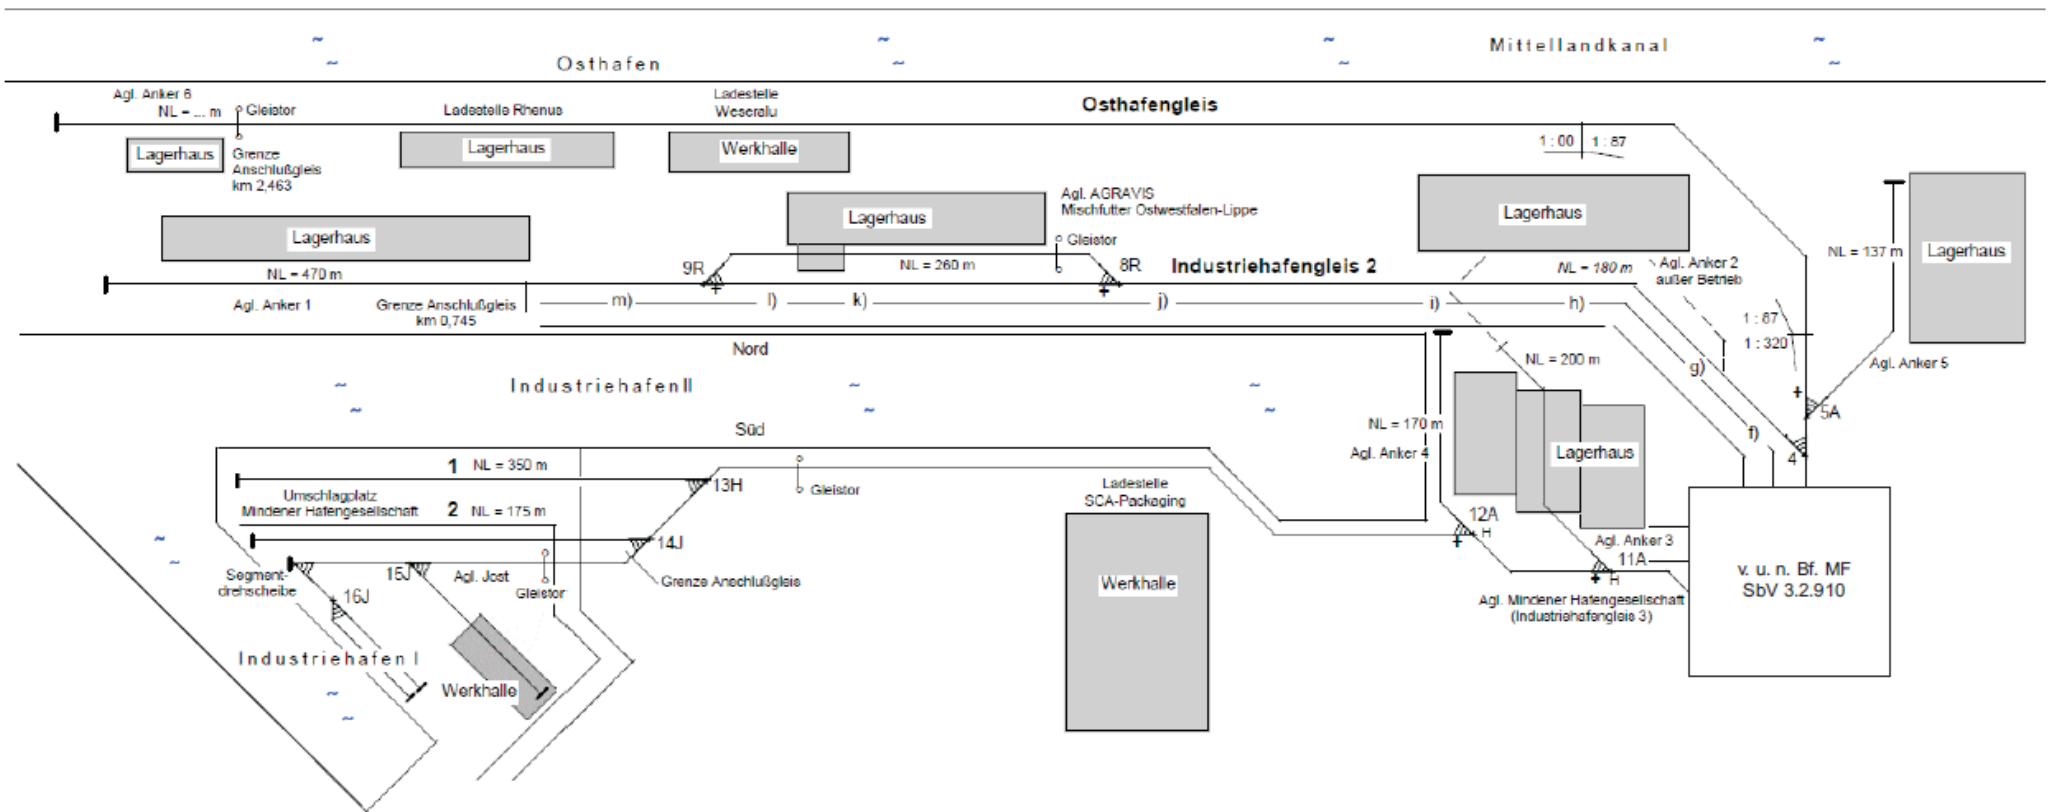 Mittellandkanal
Osthafen
Agl. Anker 6
NL = ... m
Gleistor
Ladestelle Rhenus
Ladestelle
Weseralu
Osthafengleis
1 : 00
1 : 87
Lagerhaus
Grenze
Anschlußgleis
km 2,463
Lagerhaus
Werkhalle
Agl. AGRAVIS
Mischfutter Ostwestfalen-Lippe
Lagerhaus
Lagerhaus
Lagerhaus
Gleistor
NL = 137 m
Lagerhaus
NL = 470 m
9R
NL = 260 m
8R
Industriehafengleis 2
NL = 180 m
Agl. Anker 2
außer Betrieb
Agl. Anker 1
Grenze Anschlußgleis
km 0,745
m)
l)
k)
j)
i)
h)
1 : 87
1 : 320
Nord
NL = 200 m
g)
Agl. Anker 5
Industriehafen II
5A
Süd
NL = 170 m
Agl. Anker 4
f)
4
Lagerhaus
1 NL = 350 m
13H
Gleistor
Ladestelle
SCA-Packaging
Umschlagplatz
Mindener Hafengesellschaft
2 NL = 175 m
12A
H
14J
Agl. Anker 3
11A
H
Segment-
drehscheibe
15J
Agl. Jost
Gleistor
Grenze Anschlußgleis
Werkhalle
v. u. n. Bf. MF
SbV 3.2.910
16J
Agl. Mindener Hafengesellschaft
(Industriehafengleis 3)
Industriehafen I
Werkhalle